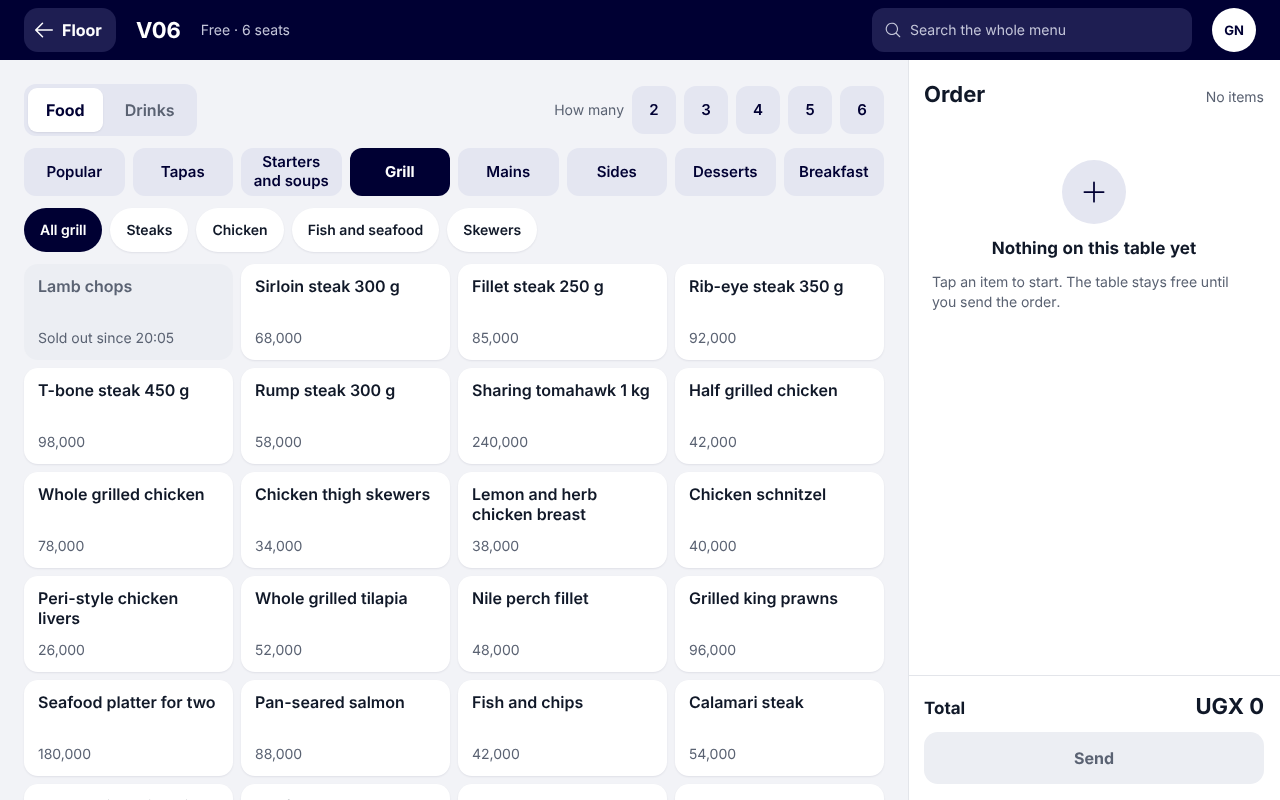 Floor
V06
Free · 6 seats
Search the whole menu
GN
Food
Drinks
How many
2
3
4
5
6
Popular
Tapas
Starters
and soups
Grill
Mains
Sides
Desserts
Breakfast
All grill
Steaks
Chicken
Fish and seafood
Skewers
Lamb chops
Sold out since 20:05
Sirloin steak 300 g
68,000
Fillet steak 250 g
85,000
Rib-eye steak 350 g
92,000
T-bone steak 450 g
98,000
Rump steak 300 g
58,000
Sharing tomahawk 1 kg
240,000
Half grilled chicken
42,000
Whole grilled chicken
78,000
Chicken thigh skewers
34,000
Lemon and herb
chicken breast
38,000
Chicken schnitzel
40,000
Peri-style chicken
livers
26,000
Whole grilled tilapia
52,000
Nile perch fillet
48,000
Grilled king prawns
96,000
Seafood platter for two
180,000
Pan-seared salmon
88,000
Fish and chips
42,000
Calamari steak
54,000
Order
No items
Nothing on this table yet
Tap an item to start. The table stays free until
you send the order.
Total
UGX 0
Send